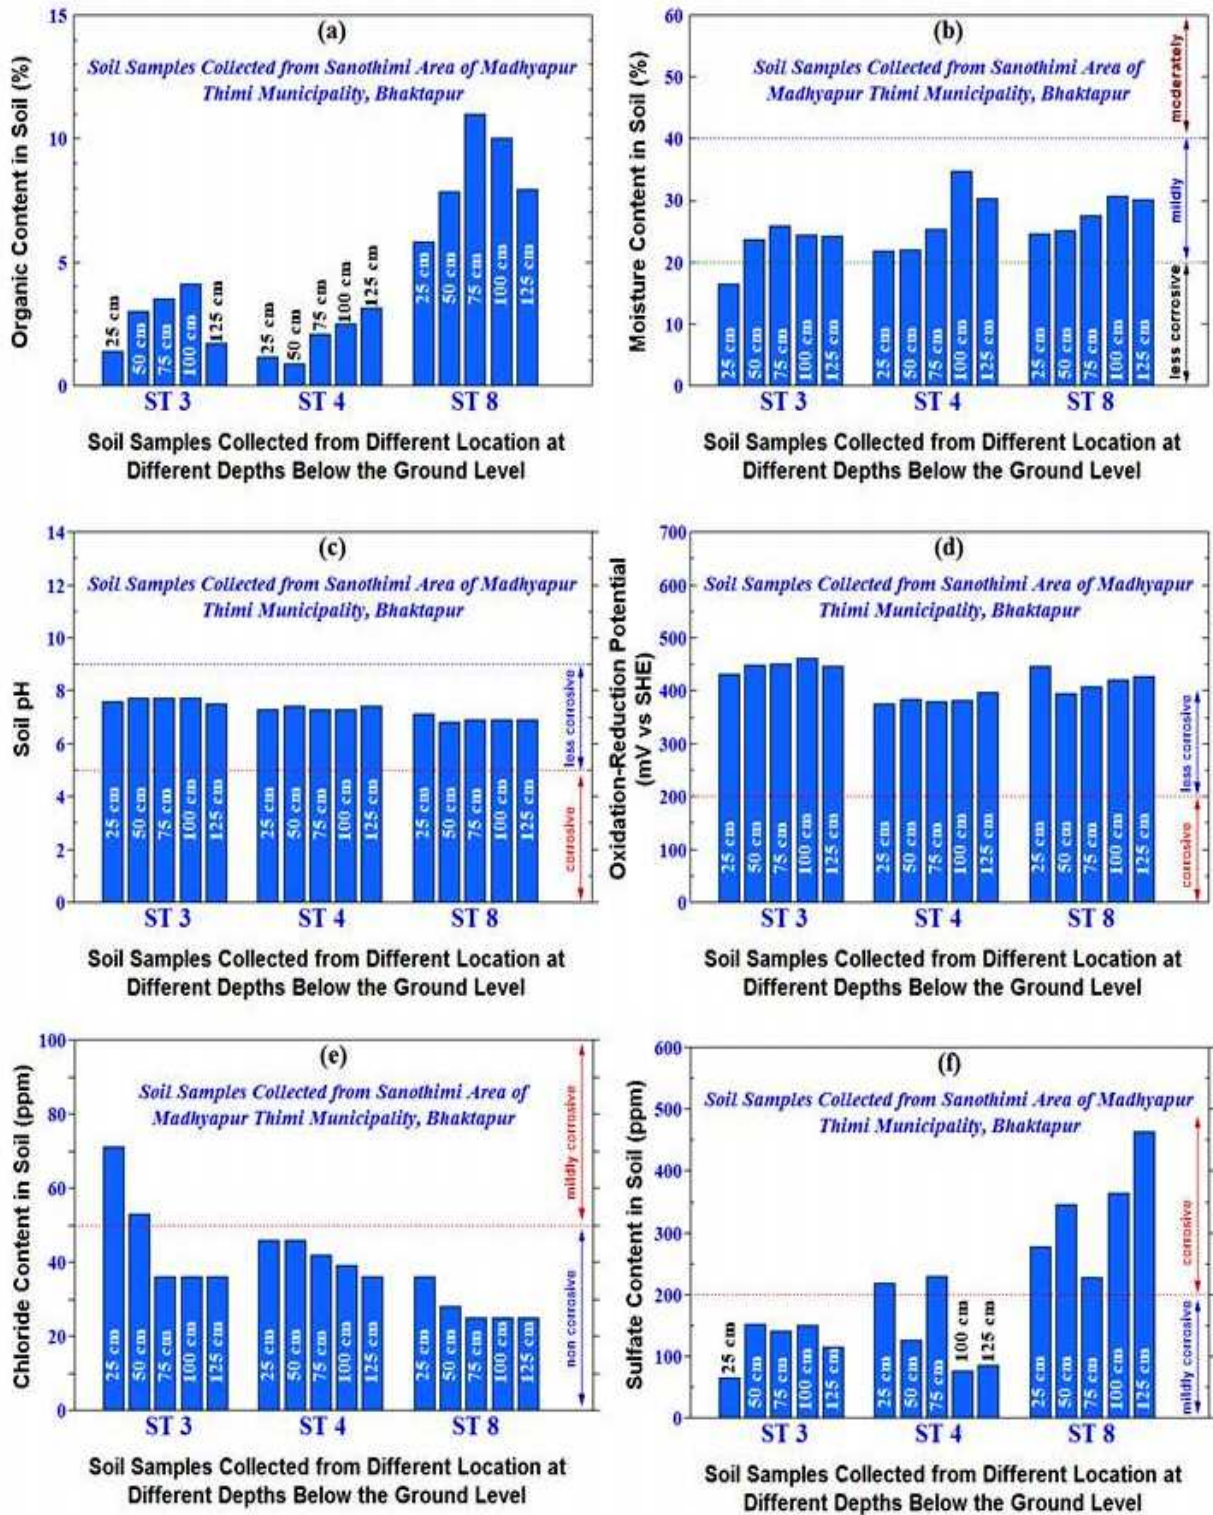 (a)
Soil Samples Collected from Sanothimi Area of Madhyapur
Thimi Municipality, Bhaktapur
Organic Content in Soil (%)
15
10
5
0
25 cm
50 cm
75 cm
100 cm
125 cm
25 cm
50 cm
75 cm
100 cm
125 cm
25 cm
50 cm
75 cm
100 cm
125 cm
ST 3
ST 4
ST 8
Soil Samples Collected from Different Location at
Different Depths Below the Ground Level
(b)
Soil Samples Collected from Sanothimi Area of
Madhyapur Thimi Municipality, Bhaktapur
Moisture Content in Soil (%)
60
50
40
30
20
10
0
moderately
mildly
less corrosive
25 cm
50 cm
75 cm
100 cm
125 cm
25 cm
50 cm
75 cm
100 cm
125 cm
25 cm
50 cm
75 cm
100 cm
125 cm
ST 3
ST 4
ST 8
Soil Samples Collected from Different Location at
Different Depths Below the Ground Level
(c)
Soil Samples Collected from Sanothimi Area of Madhyapur
Thimi Municipality, Bhaktapur
Soil pH
14
12
10
8
6
4
2
0
less corrosive
corrosive
25 cm
50 cm
75 cm
100 cm
125 cm
25 cm
50 cm
75 cm
100 cm
125 cm
25 cm
50 cm
75 cm
100 cm
125 cm
ST 3
ST 4
ST 8
Soil Samples Collected from Different Location at
Different Depths Below the Ground Level
(d)
Soil Samples Collected from Sanothimi Area of Madhyapur
Thimi Municipality, Bhaktapur
Oxidation-Reduction Potential
(mV vs SHE)
700
600
500
400
300
200
100
0
less corrosive
corrosive
25 cm
50 cm
75 cm
100 cm
125 cm
25 cm
50 cm
75 cm
100 cm
125 cm
25 cm
50 cm
75 cm
100 cm
125 cm
ST 3
ST 4
ST 8
Soil Samples Collected from Different Location at
Different Depths Below the Ground Level
(e)
Soil Samples Collected from Sanothimi Area of
Madhyapur Thimi Municipality, Bhaktapur
Chloride Content in Soil (ppm)
100
80
60
40
20
0
mildly corrosive
non corrosive
25 cm
50 cm
75 cm
100 cm
125 cm
25 cm
50 cm
75 cm
100 cm
125 cm
25 cm
50 cm
75 cm
100 cm
125 cm
ST 3
ST 4
ST 8
Soil Samples Collected from Different Location at
Different Depths Below the Ground Level
(f)
Soil Samples Collected from Sanothimi Area of Madhyapur
Thimi Municipality, Bhaktapur
Sulfate Content in Soil (ppm)
600
500
400
300
200
100
0
corrosive
mildly corrosive
25 cm
50 cm
75 cm
100 cm
125 cm
25 cm
50 cm
75 cm
100 cm
125 cm
25 cm
50 cm
75 cm
100 cm
125 cm
ST 3
ST 4
ST 8
Soil Samples Collected from Different Location at
Different Depths Below the Ground Level